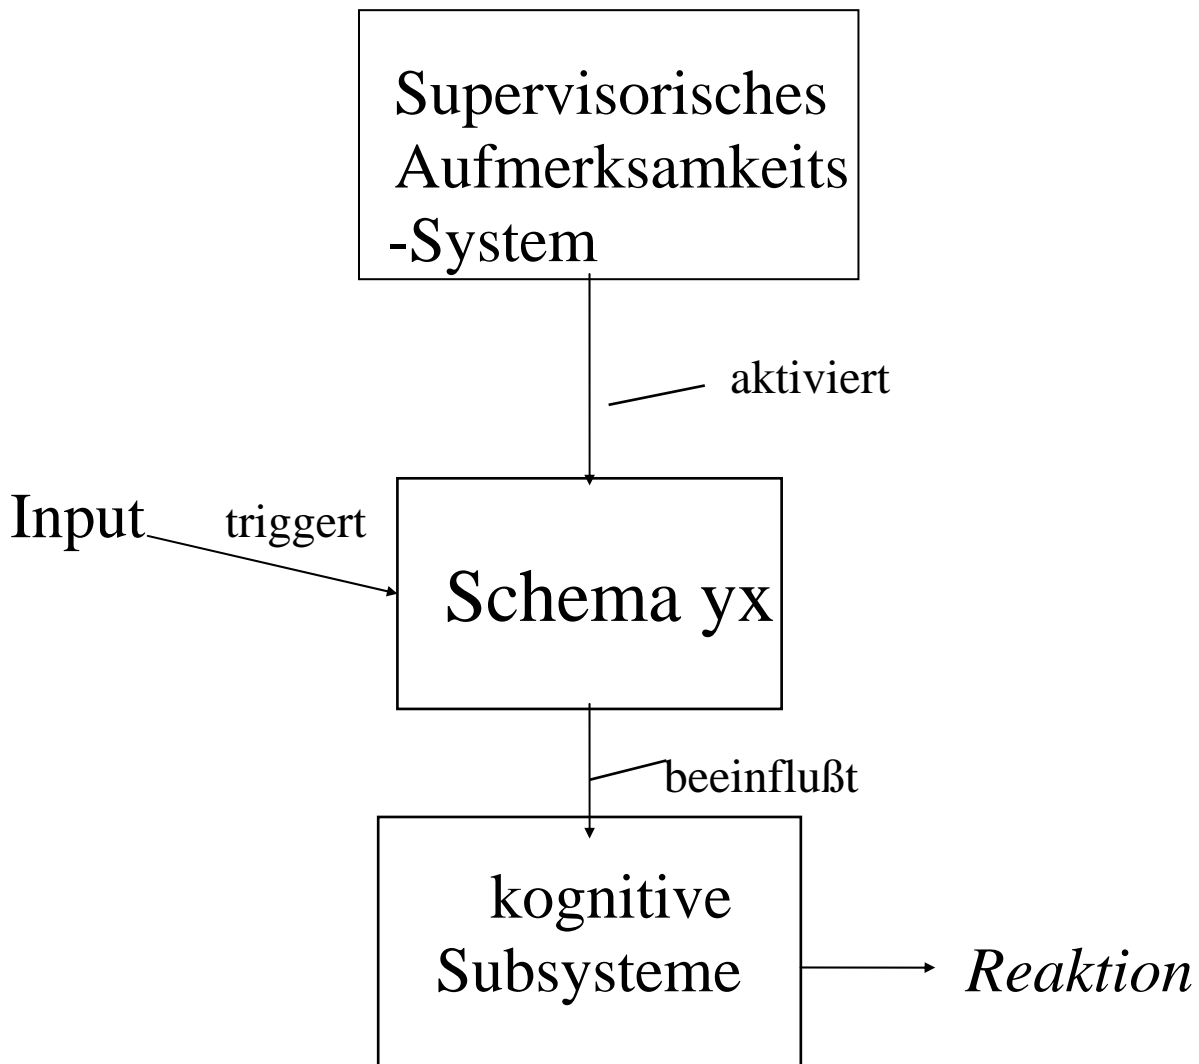 Supervisorisches
Aufmerksamkeits
-System
aktiviert
Input
triggert
Schema yx
beeinflußt
kognitive
Subsysteme
Reaktion